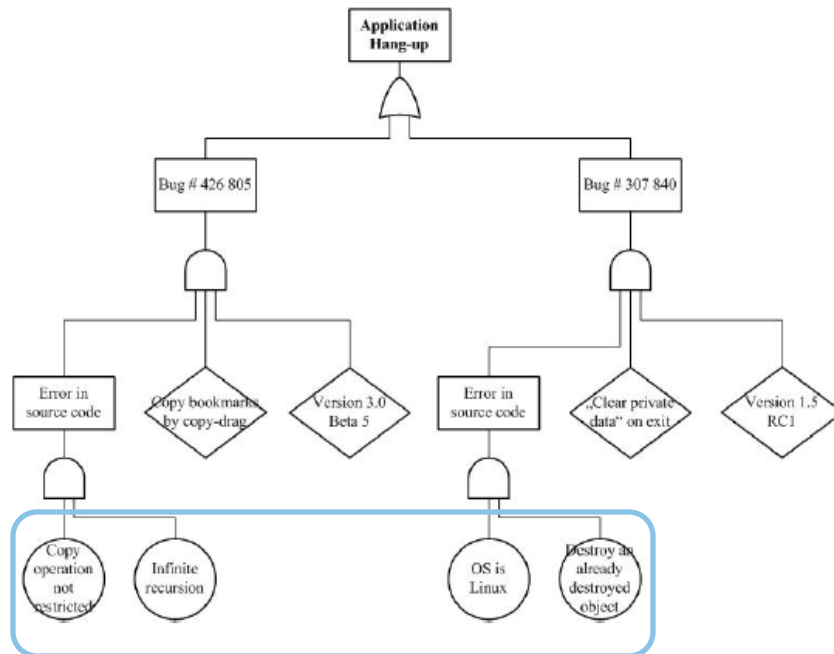 Application
Hang-up
Bug # 426 805
Bug # 307 840
Error in
source code
Copy bookmarks
by copy-drag
Version 3.0
Beta 5
Error in
source code
„Clear private
data“ on exit
Version 1.5
RC1
Copy
operation
not
restricted
Infinite
recursion
OS is
Linux
Destroy an
already
destroyed
object